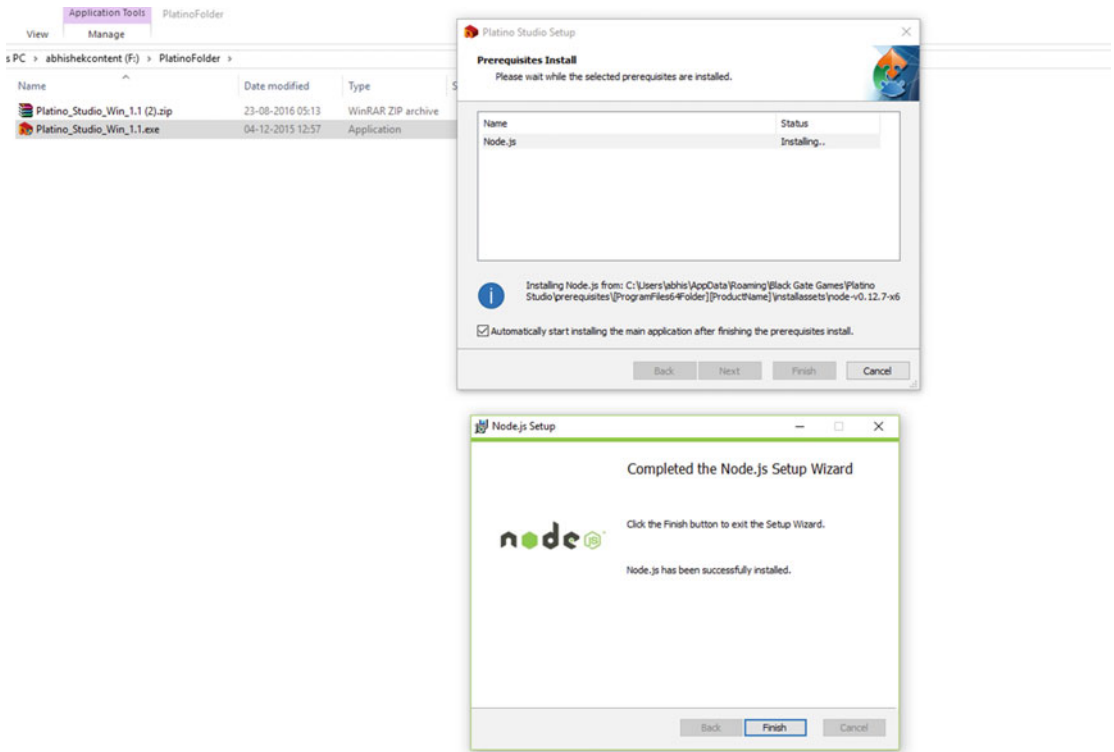 Application Tools PlatinoFolder
View Manage
s PC > abhishekcontent (F:) > PlatinoFolder >
Name Date modified Type S
Platino_Studio_Win_1.1 (2).zip 23-08-2016 05:13 WinRAR ZIP archive
Platino_Studio_Win_1.1.exe 04-12-2015 12:57 Application
Platino Studio Setup
Prerequisites Install
Please wait while the selected prerequisites are installed.
Name Status
Node.js Installing..
Installing Node.js from: C:\Users\abhis\AppData\Roaming\Black Gate Games\Platino
Studio\prerequisites\[ProgramFiles64Folder][ProductName]\installassets\node-v0.12.7-x6
Automatically start installing the main application after finishing the prerequisites install.
Back Next Finish Cancel
Node.js Setup
Completed the Node.js Setup Wizard
node JS
Click the Finish button to exit the Setup Wizard.
Node.js has been successfully installed.
Back Finish Cancel